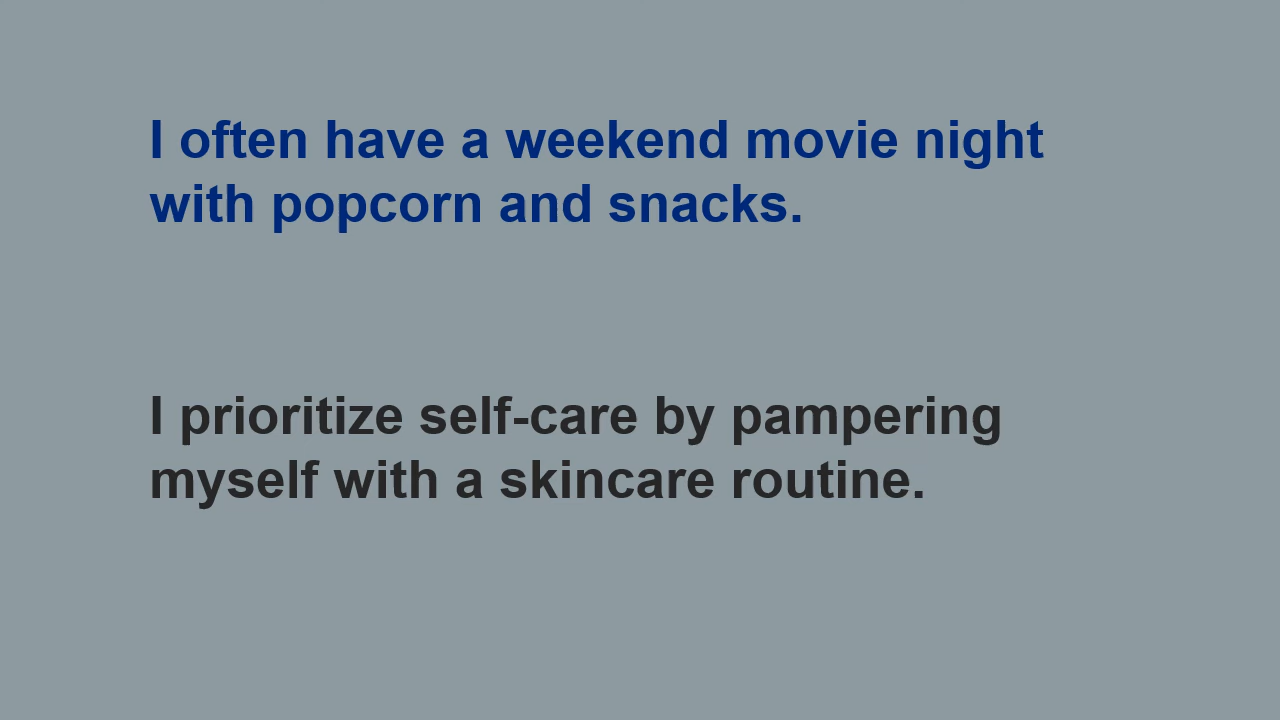 I often have a weekend movie night
with popcorn and snacks.
I prioritize self-care by pampering
myself with a skincare routine.